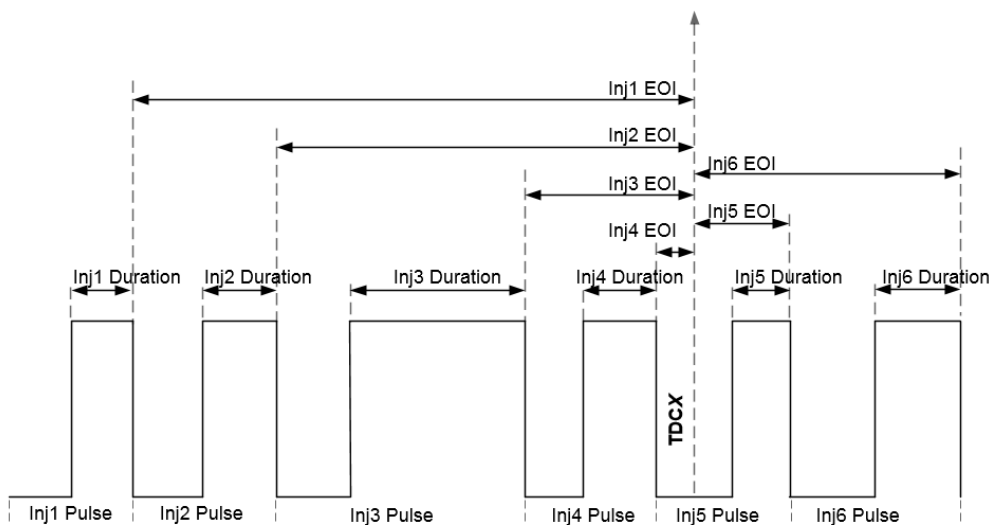 Inj1 EOI
Inj2 EOI
Inj6 EOI
Inj3 EOI
Inj5 EOI
Inj4 EOI
Inj1 Duration
Inj2 Duration
Inj3 Duration
Inj4 Duration
Inj5 Duration
Inj6 Duration
TDCX
Inj1 Pulse
Inj2 Pulse
Inj3 Pulse
Inj4 Pulse
Inj5 Pulse
Inj6 Pulse